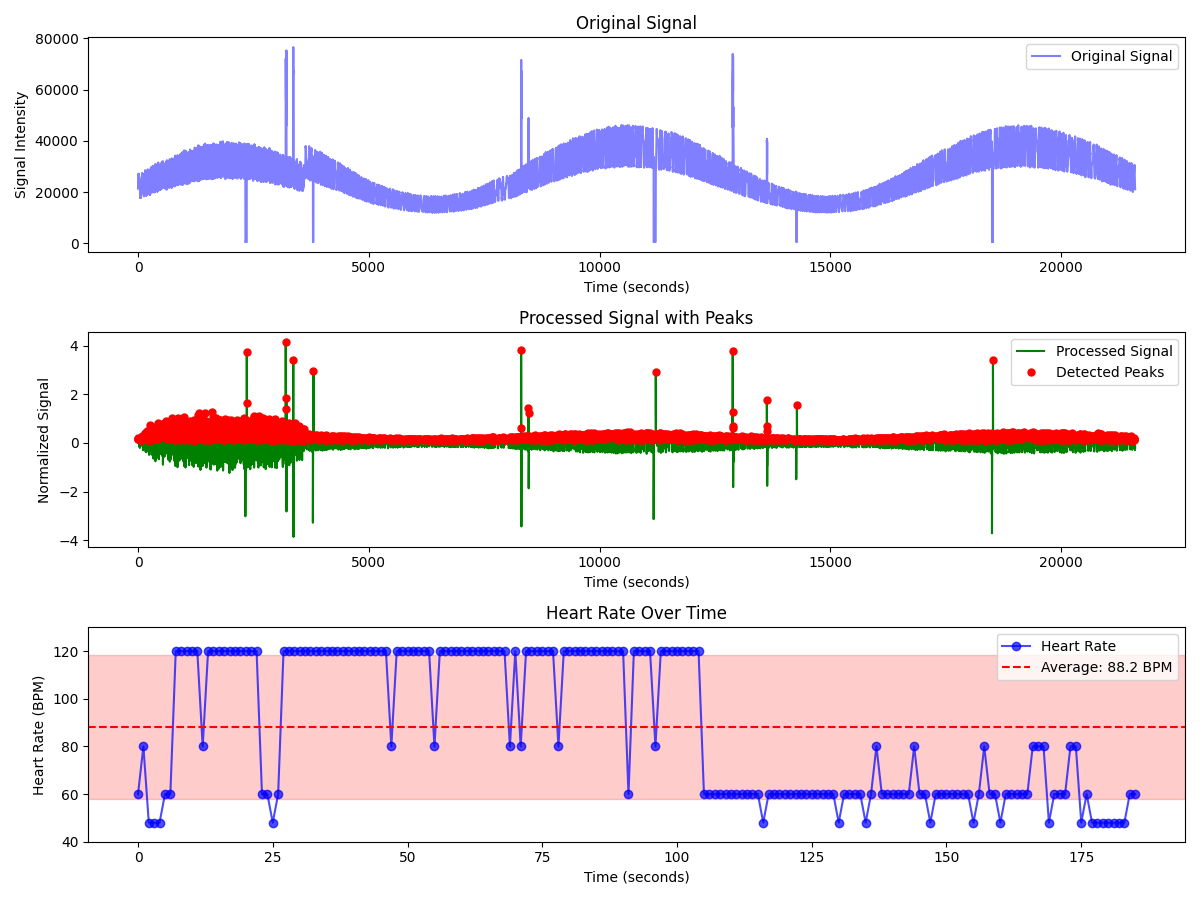 Original Signal
80000
60000
40000
20000
0
Signal Intensity
Original Signal
0
5000
10000
15000
20000
Time (seconds)
Processed Signal with Peaks
4
2
0
−2
−4
Normalized Signal
Processed Signal
Detected Peaks
0
5000
10000
15000
20000
Time (seconds)
Heart Rate Over Time
120
100
80
60
40
Heart Rate (BPM)
Heart Rate
Average: 88.2 BPM
0
25
50
75
100
125
150
175
Time (seconds)